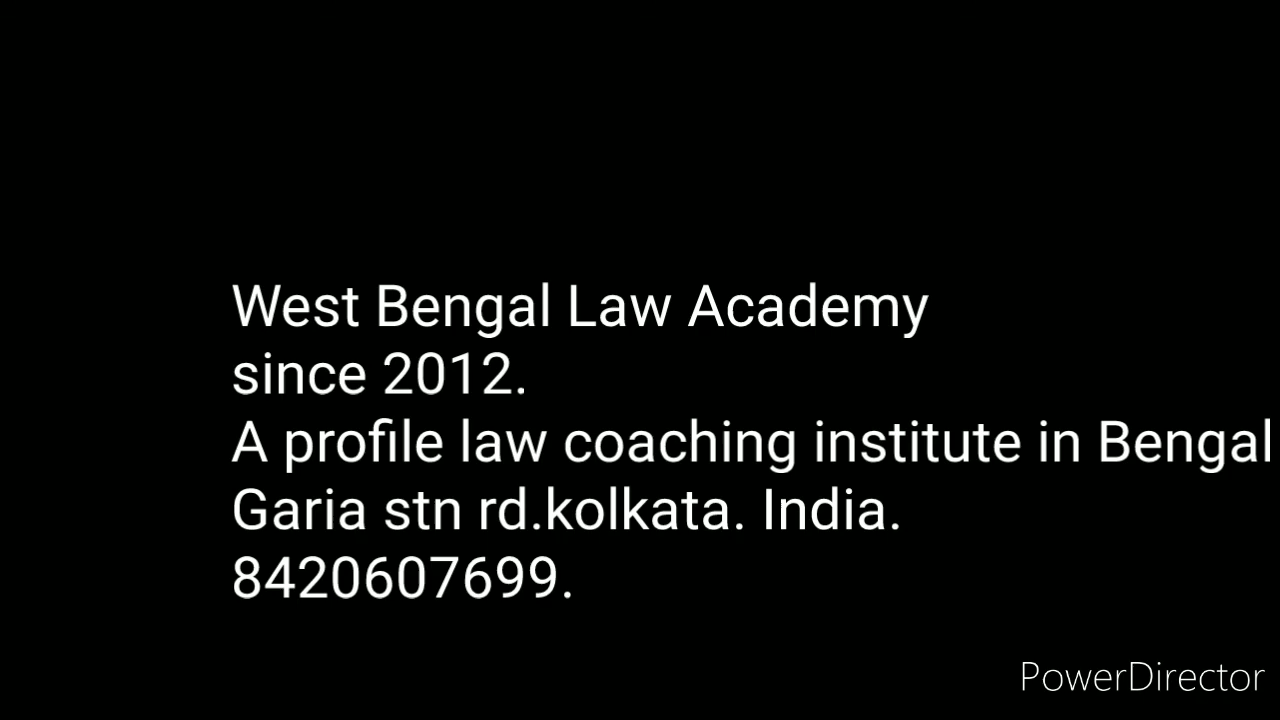 West Bengal Law Academy
since 2012.
A profile law coaching institute in Bengal
Garia stn rd.kolkata. India.
8420607699.
PowerDirector